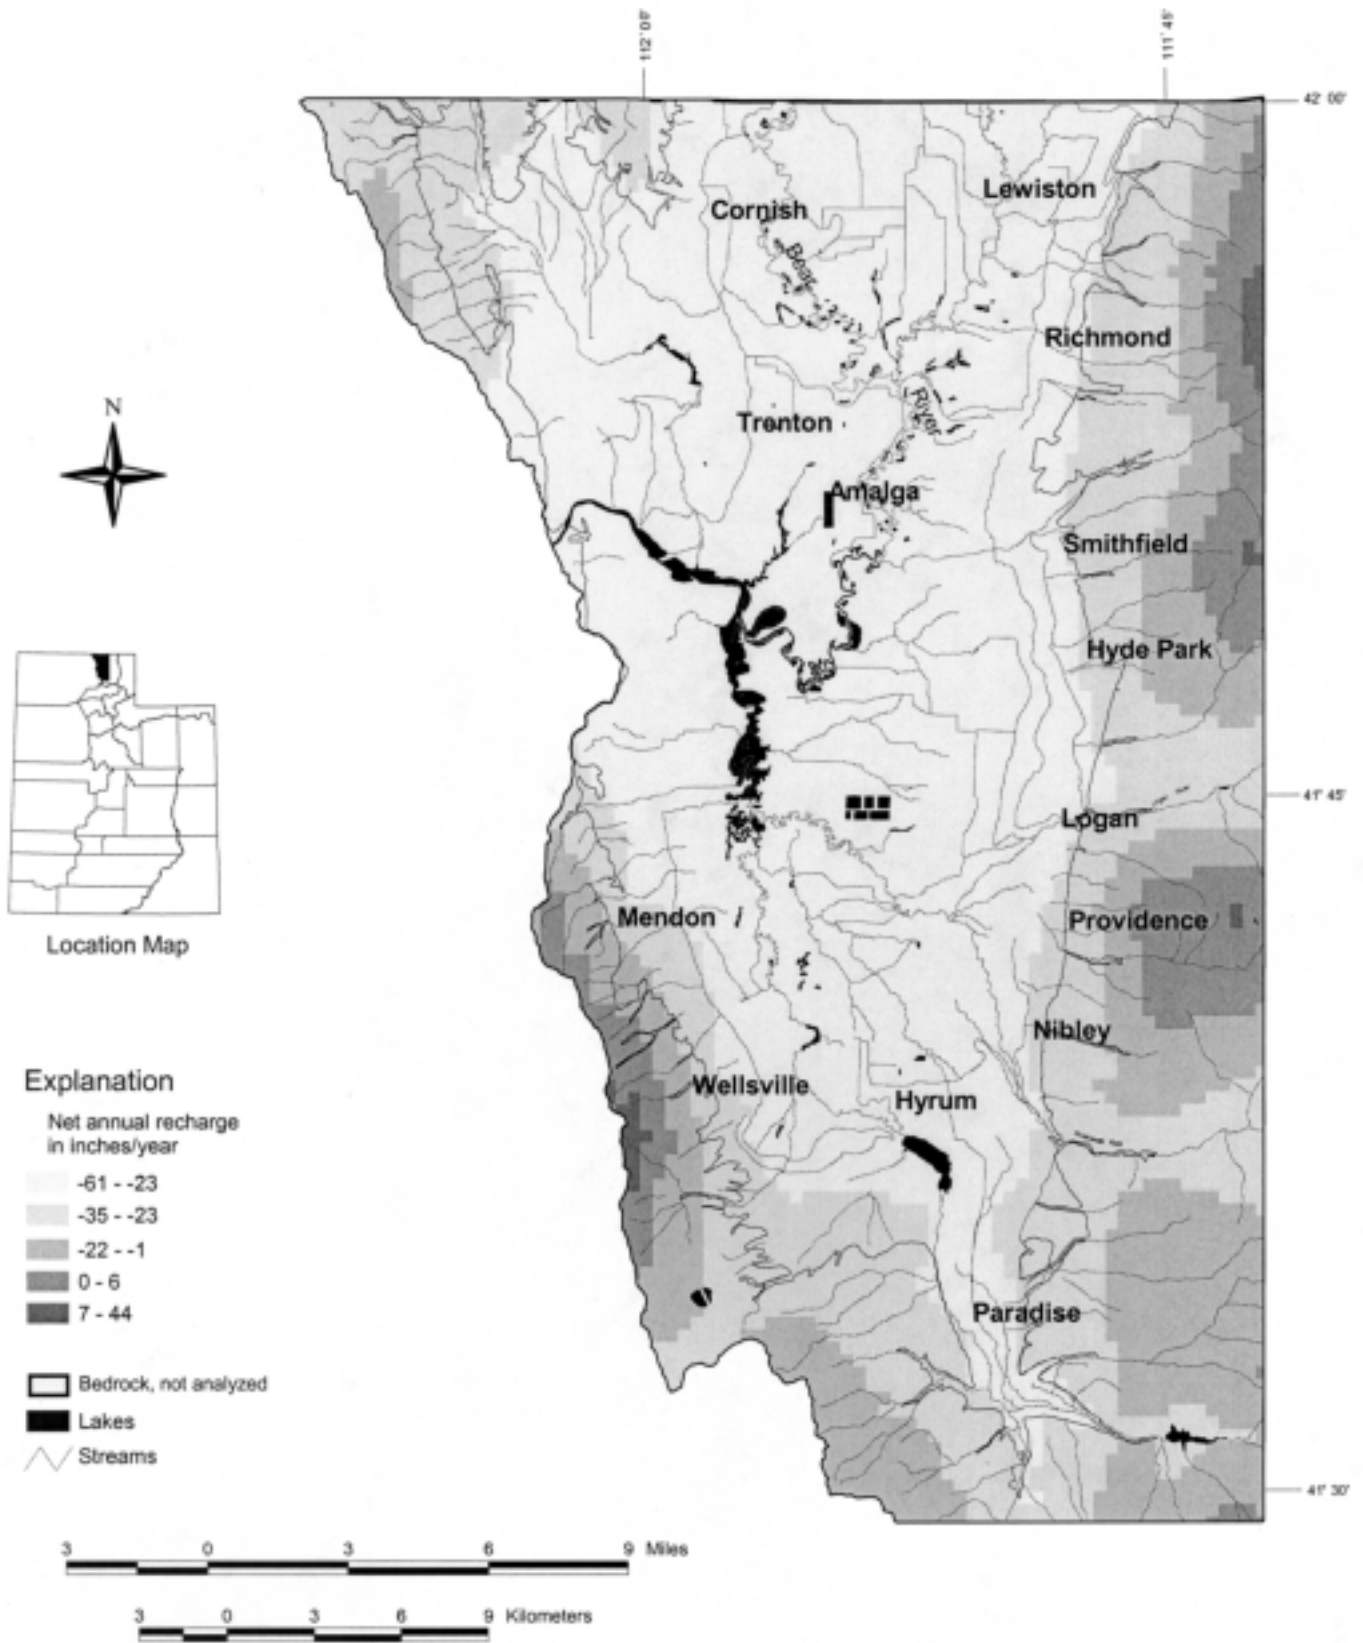 112° 00'
111° 45'
42° 00'
Lewiston
Cornish
Bear
Richmond
River
Trenton
N
Amalga
Smithfield
Hyde Park
41° 45'
Logan
Mendon
Providence
Location Map
Nibley
Wellsville
Hyrum
Explanation
Net annual recharge
in inches/year
-61 - -23
-35 - -23
-22 - -1
0 - 6
7 - 44
Paradise
Bedrock, not analyzed
Lakes
Streams
41° 30'
3 0 3 6 9 Miles
3 0 3 6 9 Kilometers